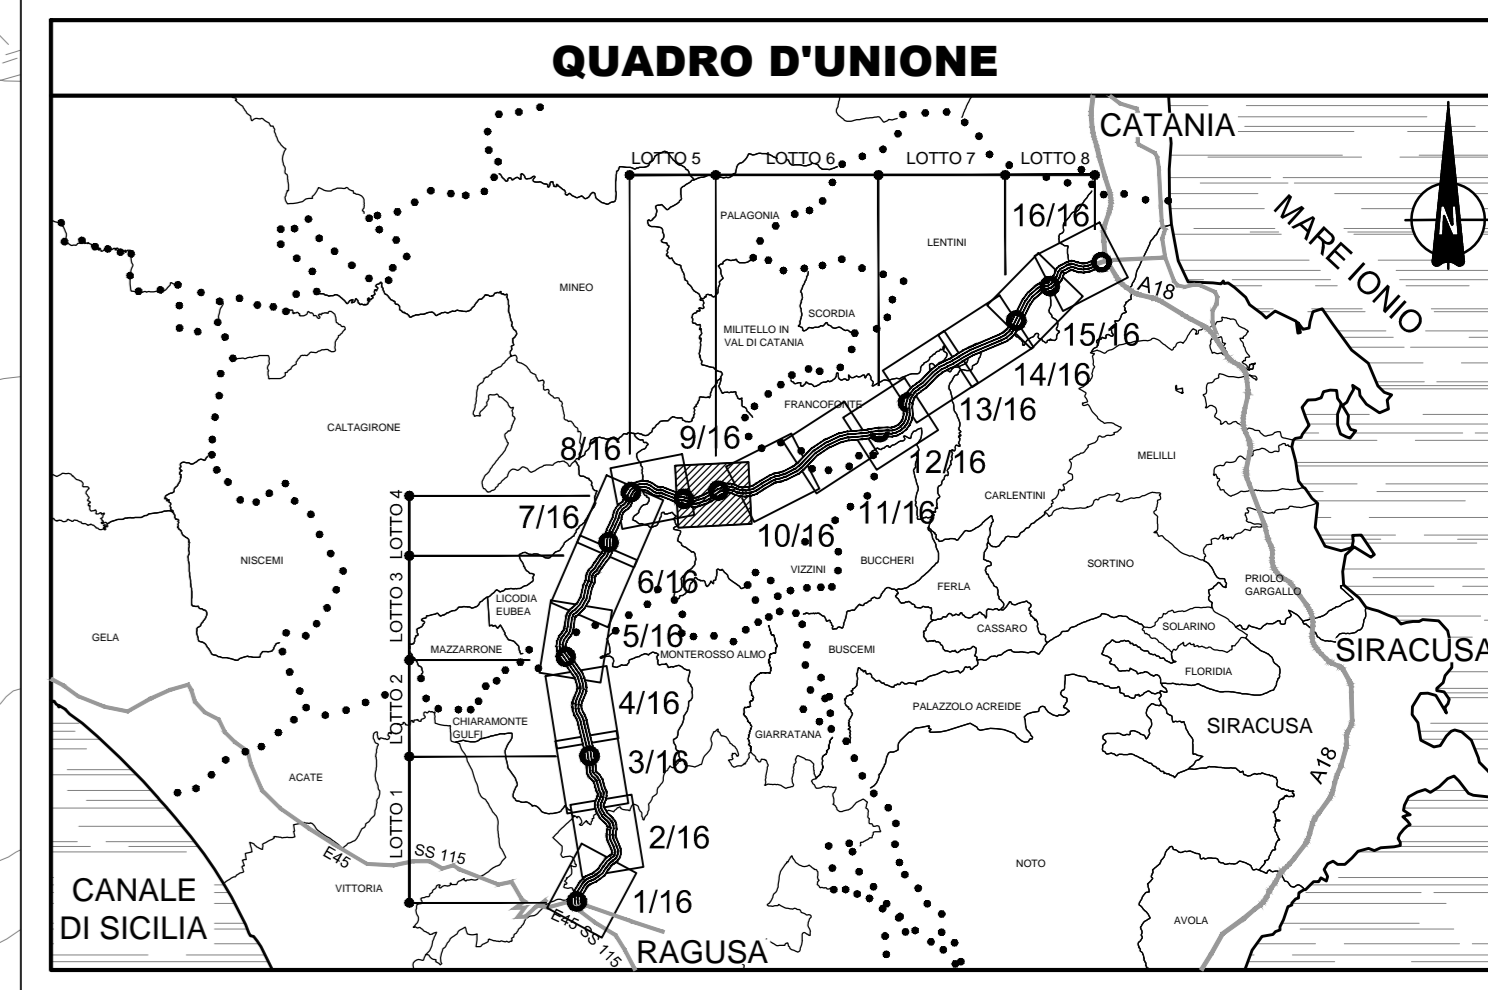 QUADRO D'UNIONE
CATANIA
LOTTO 5
LOTTO 6
LOTTO 7
LOTTO 8
16/16
PALAGONIA
LENTINI
MARE IONIO
N
MINEO
A18
SCORDIA
MILITELLO IN
VAL DI CATANIA
15/16
14/16
FRANCOFONTE
13/16
CALTAGIRONE
8/16
9/16
12/16
MELILLI
LOTTO 4
7/16
CARLENTINI
11/16
10/16
NISCEMI
VIZZINI
BUCCHERI
SORTINO
6/16
FERLA
PRIOLO
GARGALLO
LOTTO 3
LICODIA
EUBEA
GELA
5/16
CASSARO
SOLARINO
MAZZARRONE
MONTEROSSO ALMO
BUSCEMI
SIRACUSA
FLORIDIA
LOTTO 2
4/16
PALAZZOLO ACREIDE
CHIARAMONTE
GULFI
GIARRATANA
SIRACUSA
3/16
A18
ACATE
LOTTO 1
2/16
E45
SS 115
NOTO
CANALE
DI SICILIA
VITTORIA
1/16
E45 SS 115
AVOLA
RAGUSA